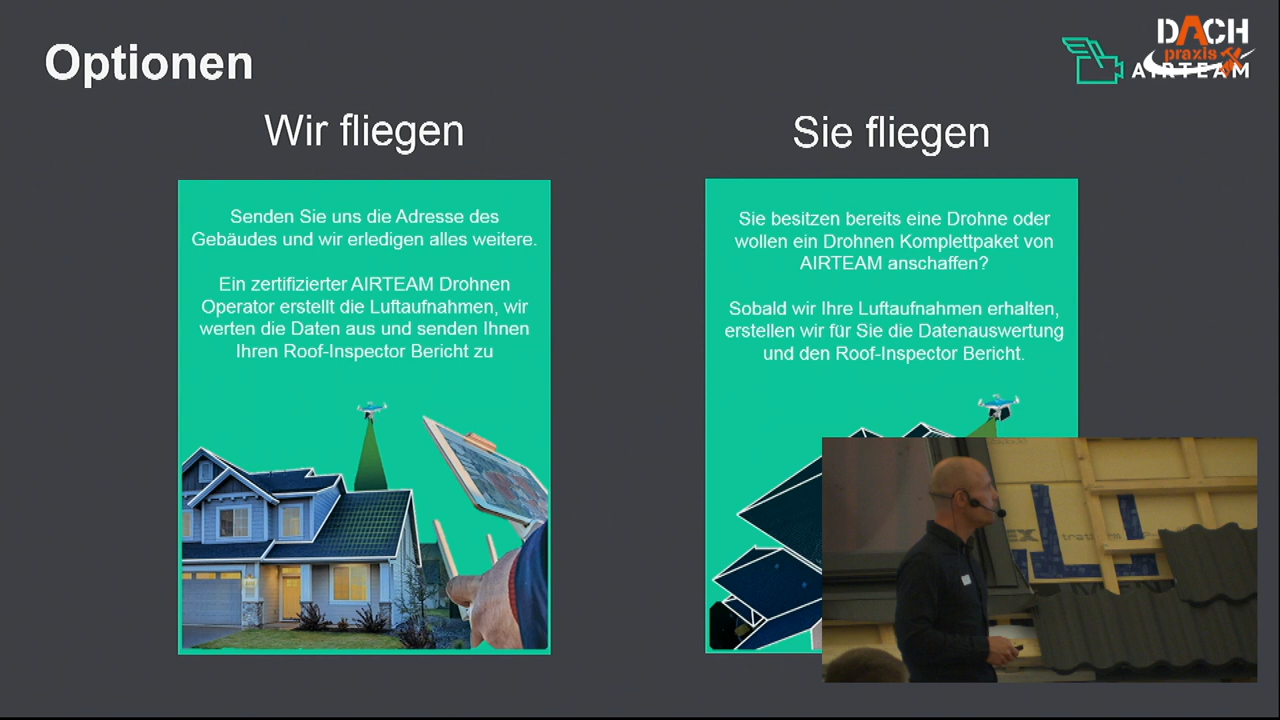 Optionen
DACH
praxis
AIRTEAM
Wir fliegen
Sie fliegen
Senden Sie uns die Adresse des
Gebäudes und wir erledigen alles weitere.
Ein zertifizierter AIRTEAM Drohnen
Operator erstellt die Luftaufnahmen, wir
werten die Daten aus und senden Ihnen
Ihren Roof-Inspector Bericht zu
Sie besitzen bereits eine Drohne oder
wollen ein Drohnen Komplettpaket von
AIRTEAM anschaffen?
Sobald wir Ihre Luftaufnahmen erhalten,
erstellen wir für Sie die Datenauswertung
und den Roof-Inspector Bericht.